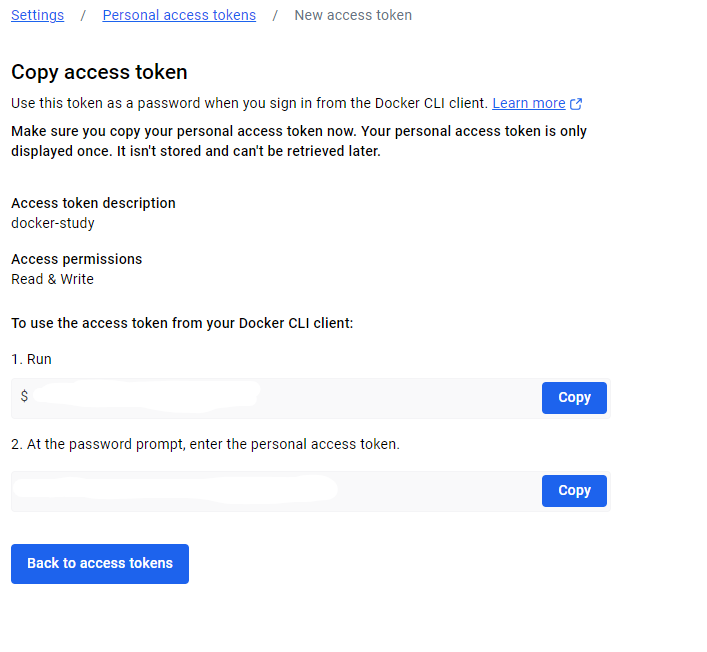 Settings / Personal access tokens / New access token
Copy access token
Use this token as a password when you sign in from the Docker CLI client. Learn more
Make sure you copy your personal access token now. Your personal access token is only
displayed once. It isn't stored and can't be retrieved later.
Access token description
docker-study
Access permissions
Read & Write
To use the access token from your Docker CLI client:
1. Run
$ Copy
2. At the password prompt, enter the personal access token.
Copy
Back to access tokens